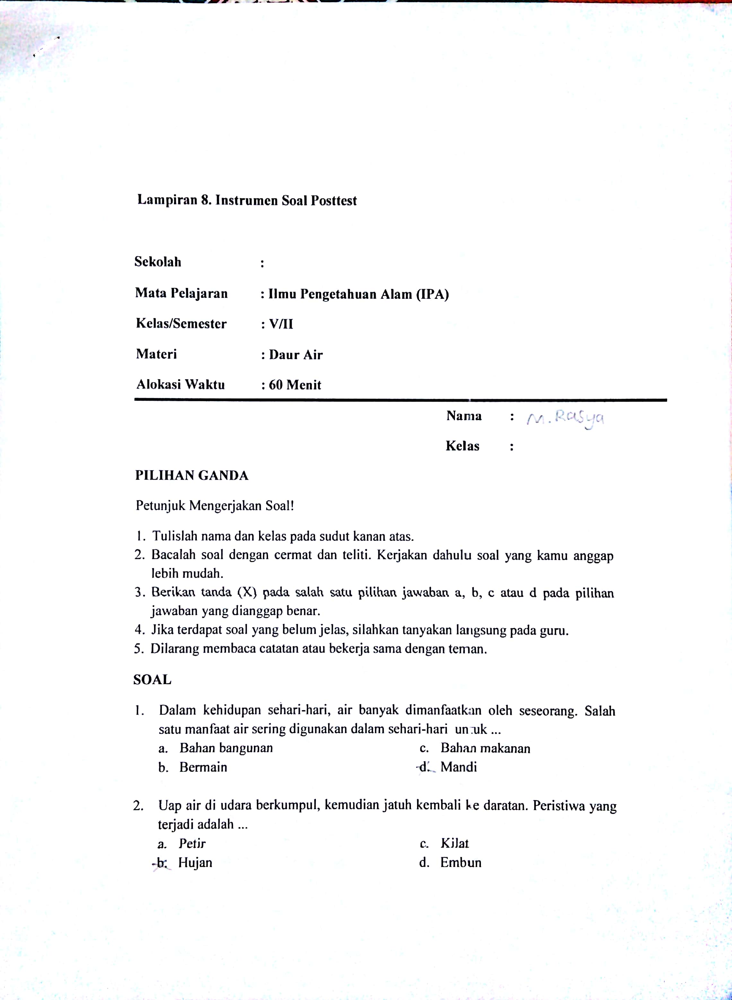 Lampiran 8. Instrumen Soal Posttest
Sekolah :
Mata Pelajaran : Ilmu Pengetahuan Alam (IPA)
Kelas/Semester : V/II
Materi : Daur Air
Alokasi Waktu : 60 Menit
Nama : M. Rasya
Kelas :
PILIHAN GANDA
Petunjuk Mengerjakan Soal!
1. Tulislah nama dan kelas pada sudut kanan atas.
2. Bacalah soal dengan cermat dan teliti. Kerjakan dahulu soal yang kamu anggap
lebih mudah.
3. Berikan tanda (X) pada salah satu pilihan jawaban a, b, c atau d pada pilihan
jawaban yang dianggap benar.
4. Jika terdapat soal yang belum jelas, silahkan tanyakan langsung pada guru.
5. Dilarang membaca catatan atau bekerja sama dengan teman.
SOAL
1. Dalam kehidupan sehari-hari, air banyak dimanfaatkan oleh seseorang. Salah
satu manfaat air sering digunakan dalam sehari-hari untuk ...
a. Bahan bangunan c. Bahan makanan
b. Bermain d. Mandi
2. Uap air di udara berkumpul, kemudian jatuh kembali ke daratan. Peristiwa yang
terjadi adalah ...
a. Petir c. Kilat
b. Hujan d. Embun